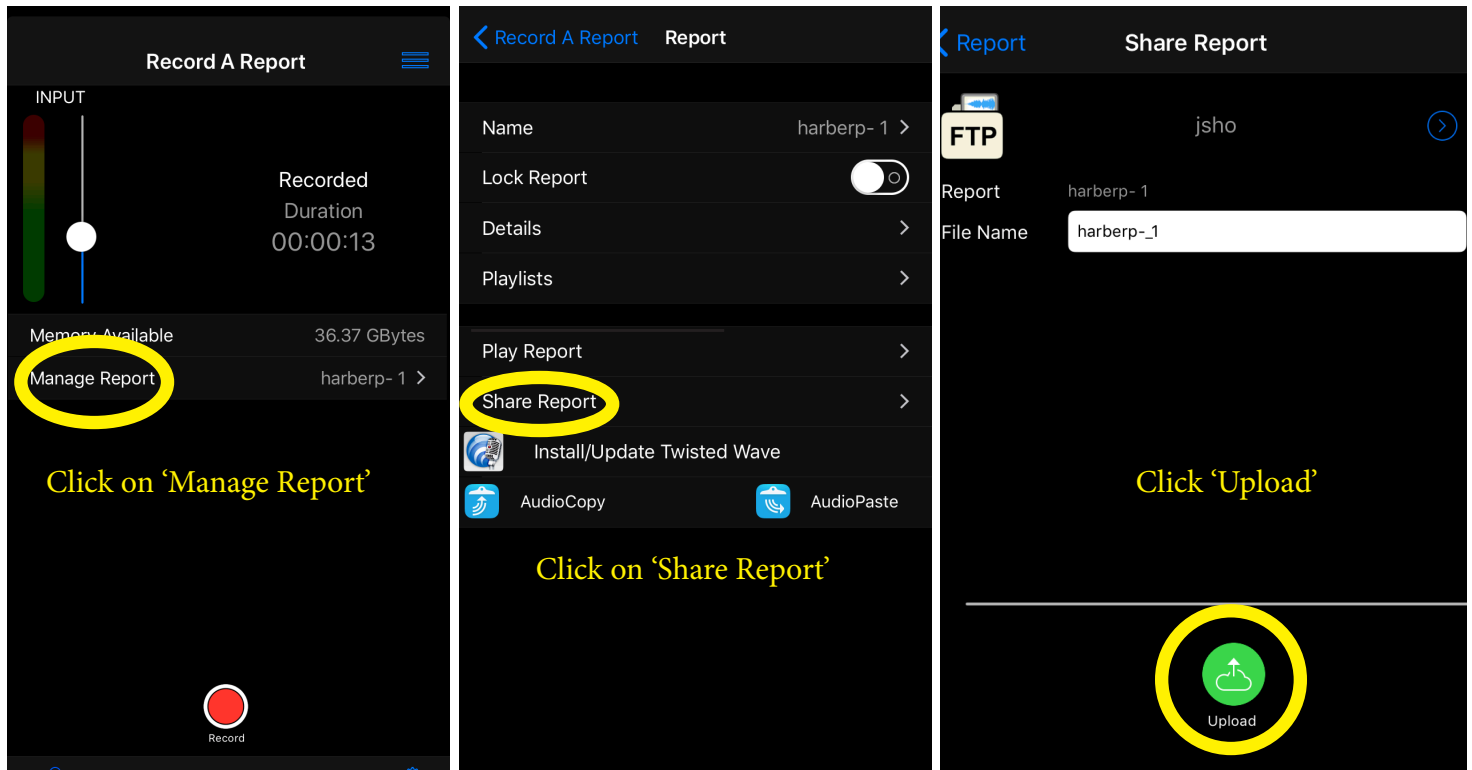 Record A Report
INPUT
Recorded
Duration
00:00:13
Memory Available
36.37 GBytes
Manage Report
harberp- 1
Click on ‘Manage Report’
Record
Record A Report
Report
Name
harberp- 1
Lock Report
Details
Playlists
Play Report
Share Report
Install/Update Twisted Wave
AudioCopy
AudioPaste
Click on ‘Share Report’
Report
Share Report
FTP
jsho
Report
harberp- 1
File Name
harberp-_1
Click ‘Upload’
Upload